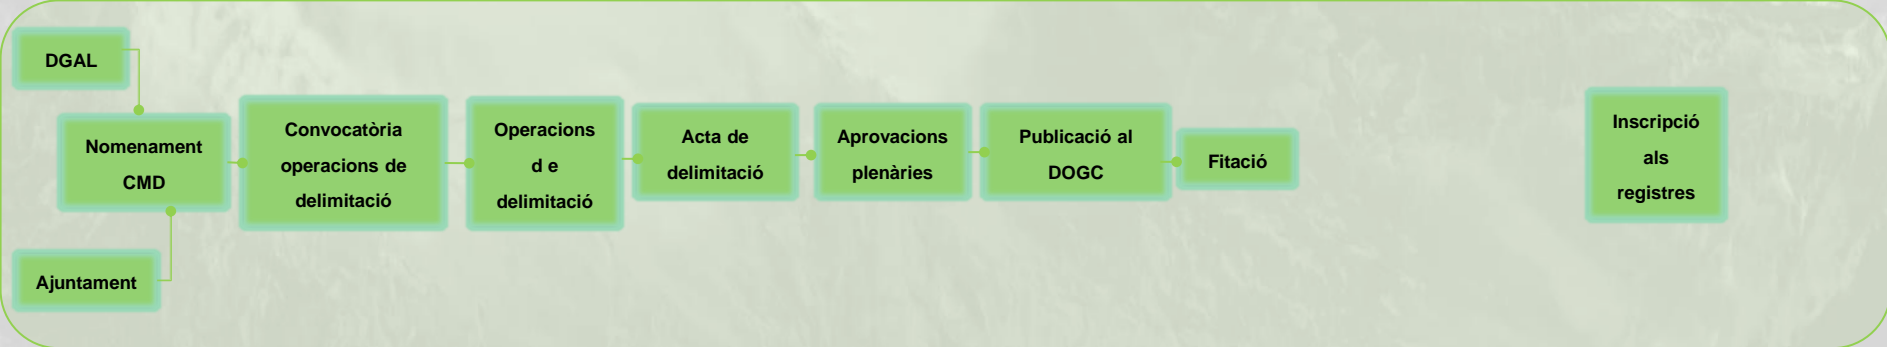 DGAL
Nomenament
CMD
Ajuntament
Convocatòria
operacions de
delimitació
Operacions
d e
delimitació
Acta de
delimitació
Aprovacions
plenàries
Publicació al
DOGC
Fitació
Inscripció
als
registres